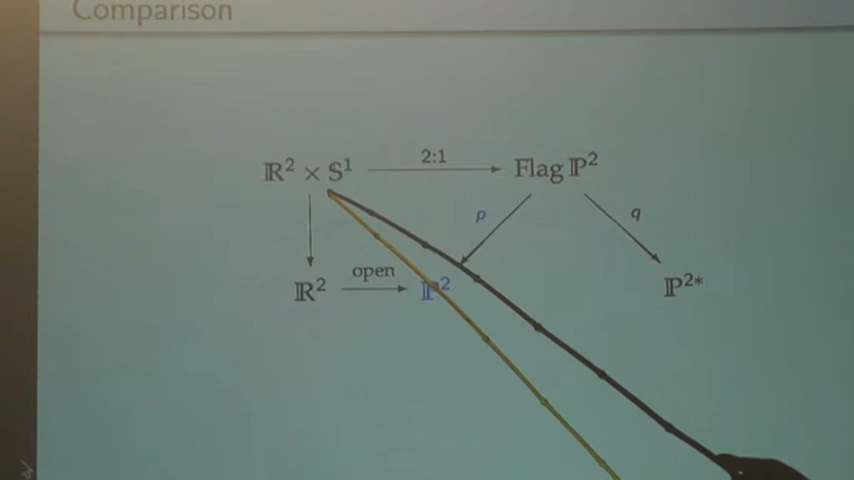 Comparison
2:1
ℝ² × 𝕊¹ Flag ℙ²
p q
open
ℝ² ℙ² ℙ²*